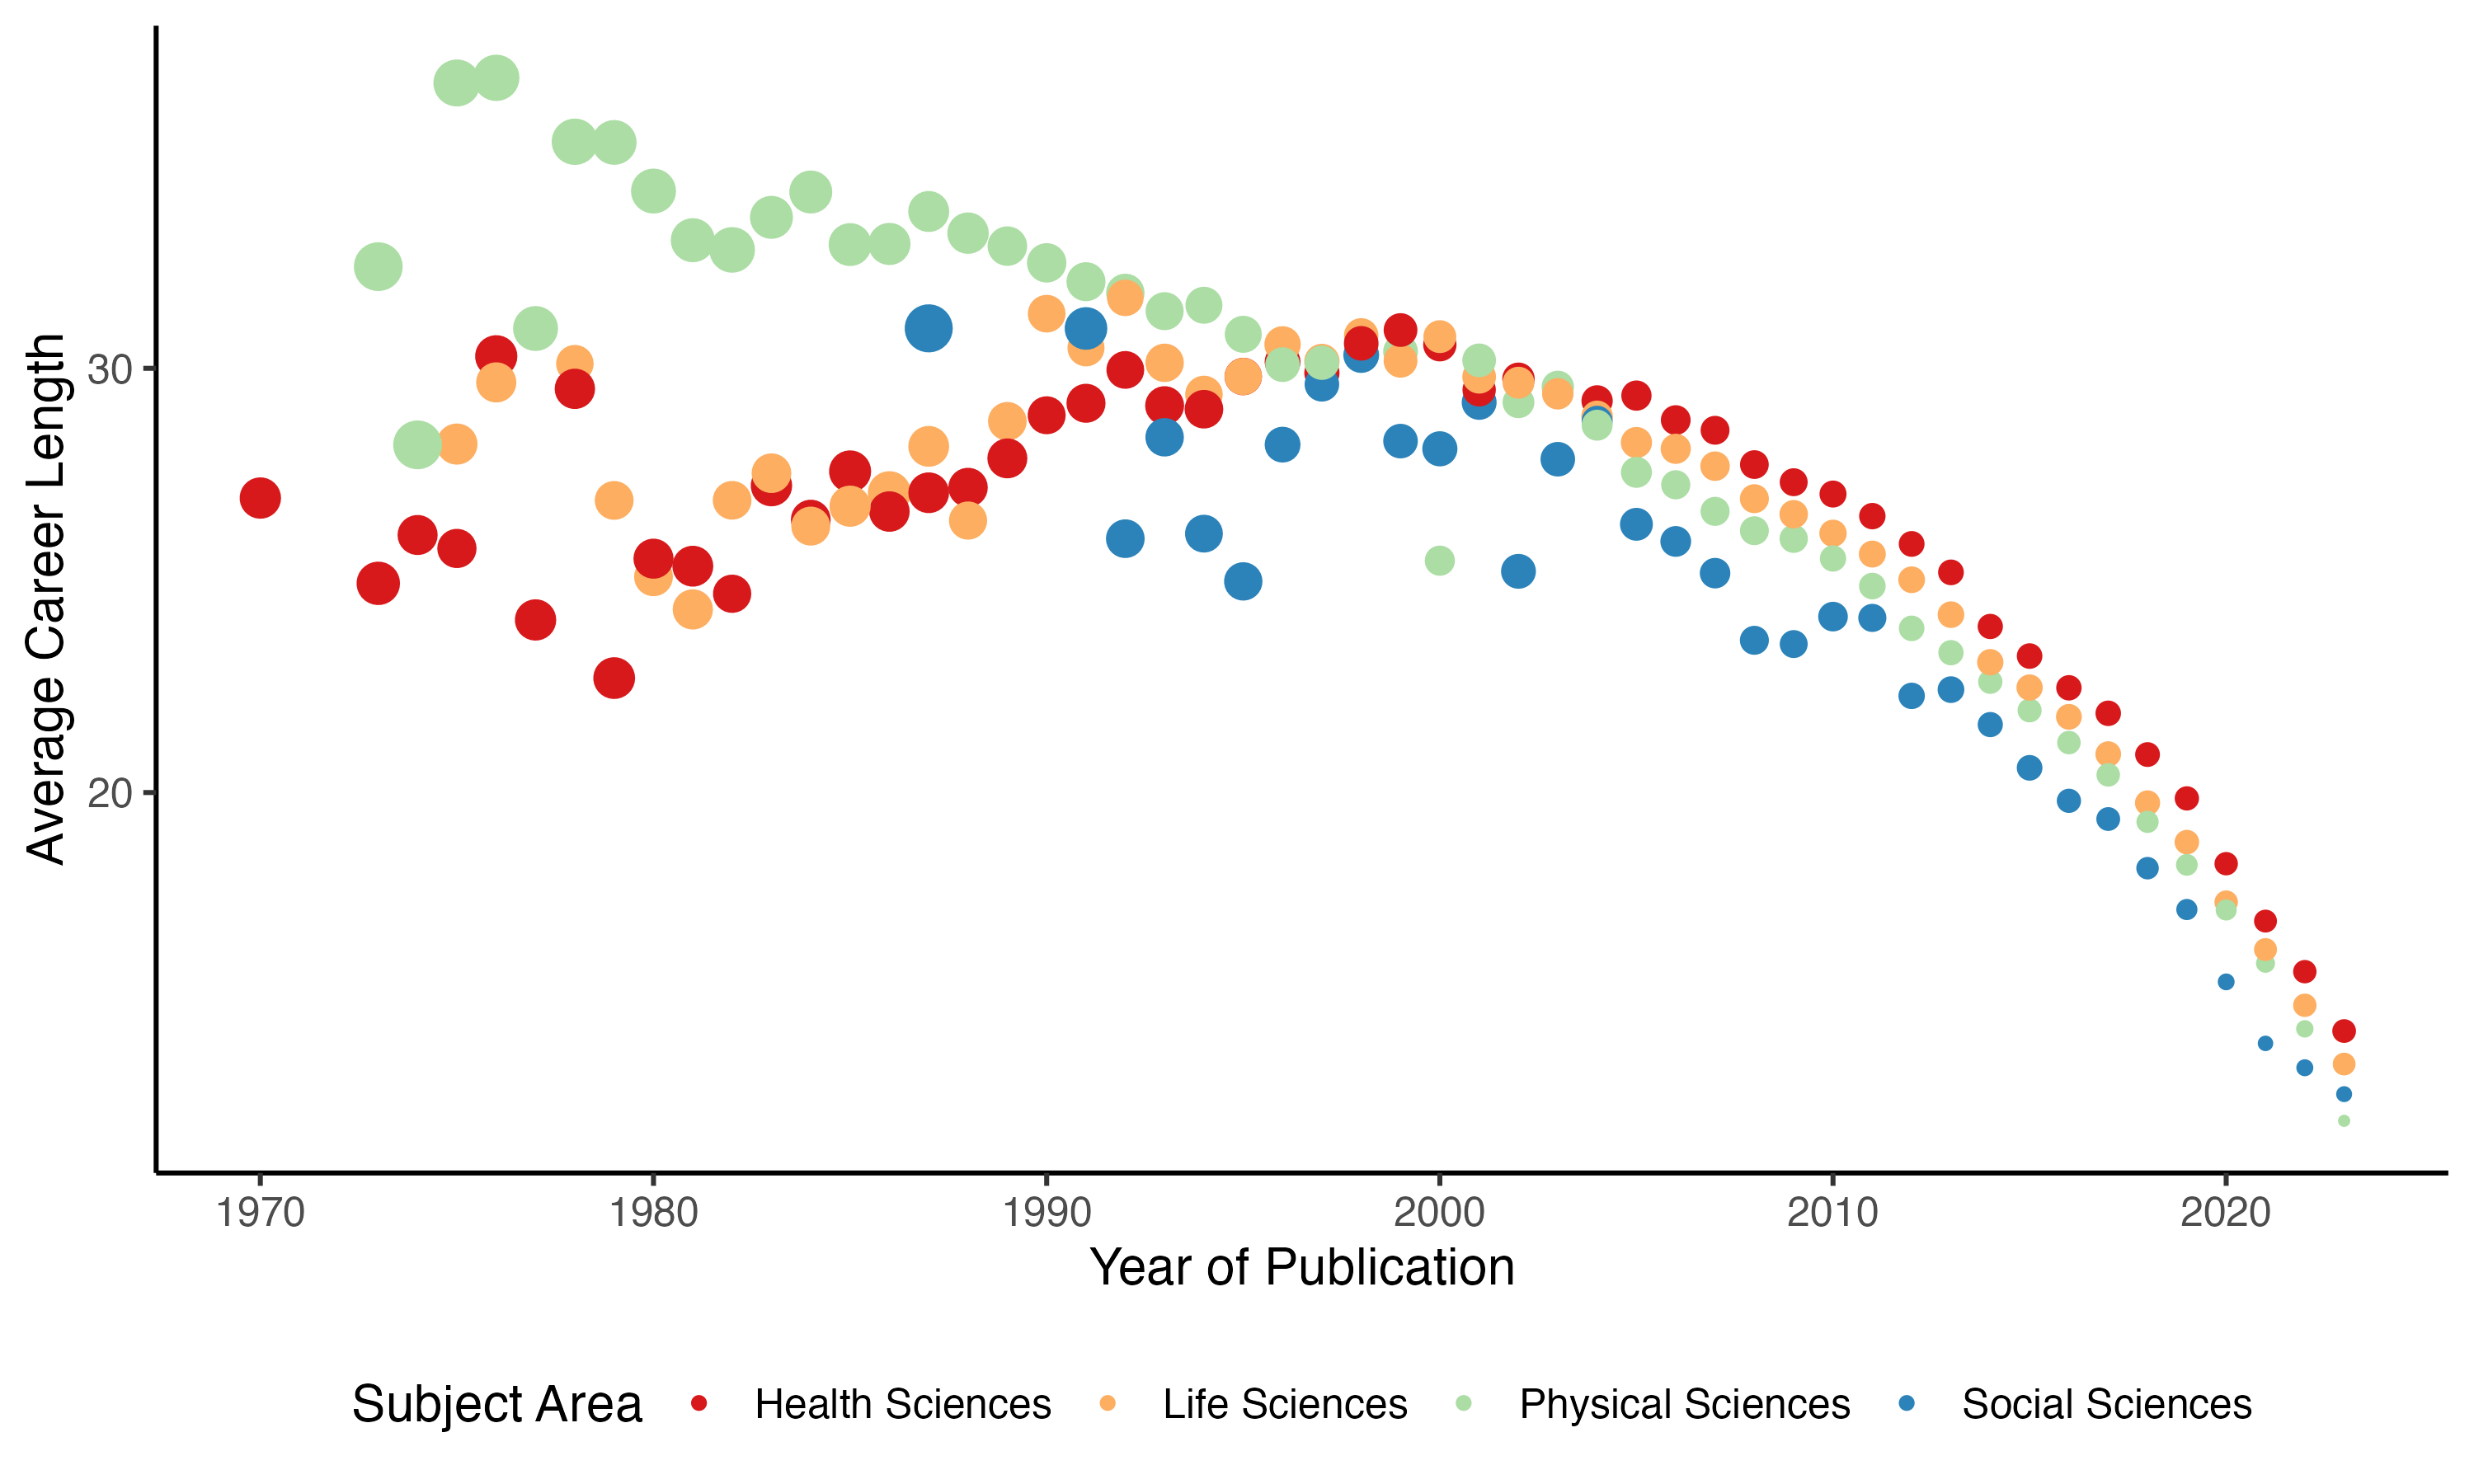 Average Career Length
30
20
1970 1980 1990 2000 2010 2020
Year of Publication
Subject Area Health Sciences Life Sciences Physical Sciences Social Sciences